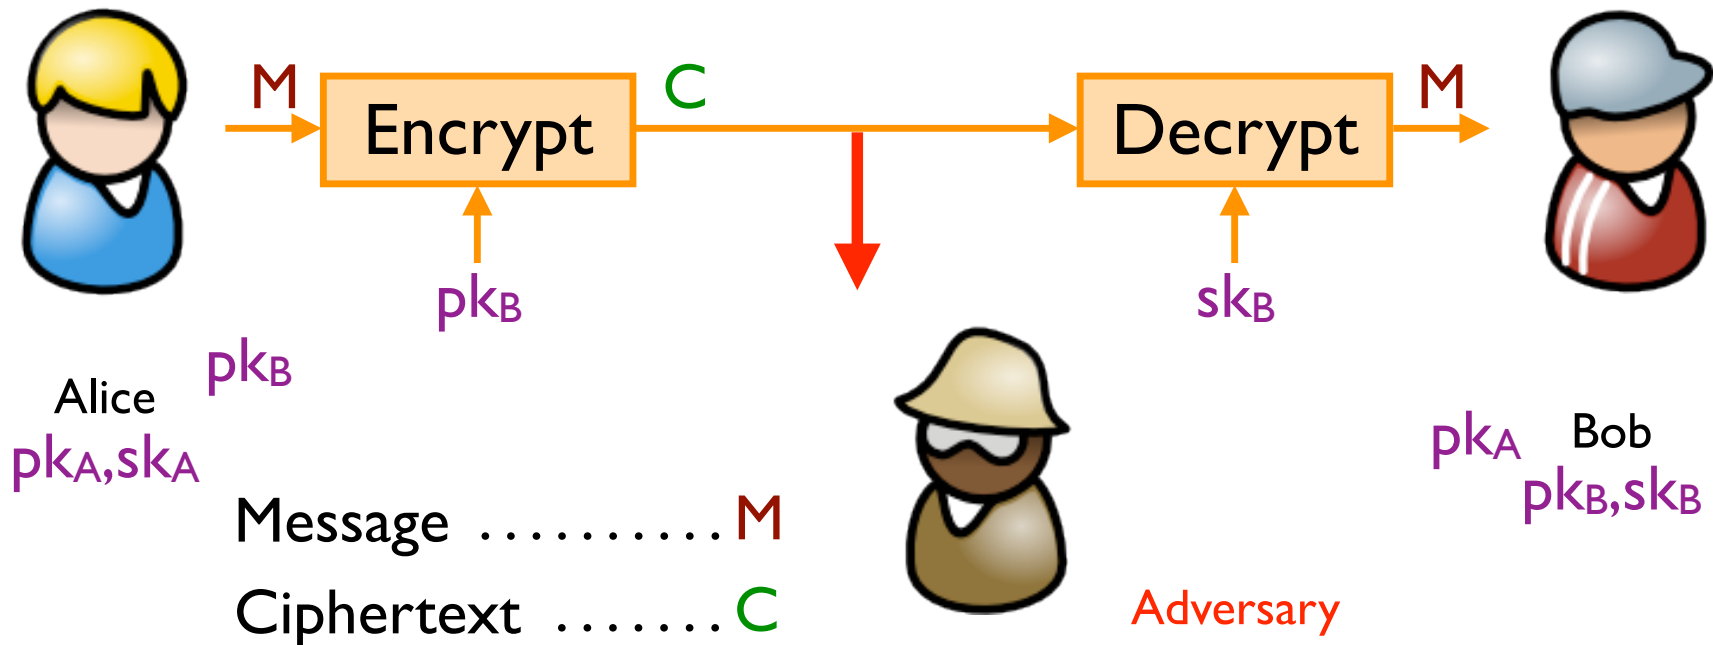 M
Encrypt
C
Decrypt
M
pkB
skB
pkB
Alice
pkA,skA
pkA
Bob
pkB,skB
Message .......... M
Ciphertext ....... C
Adversary